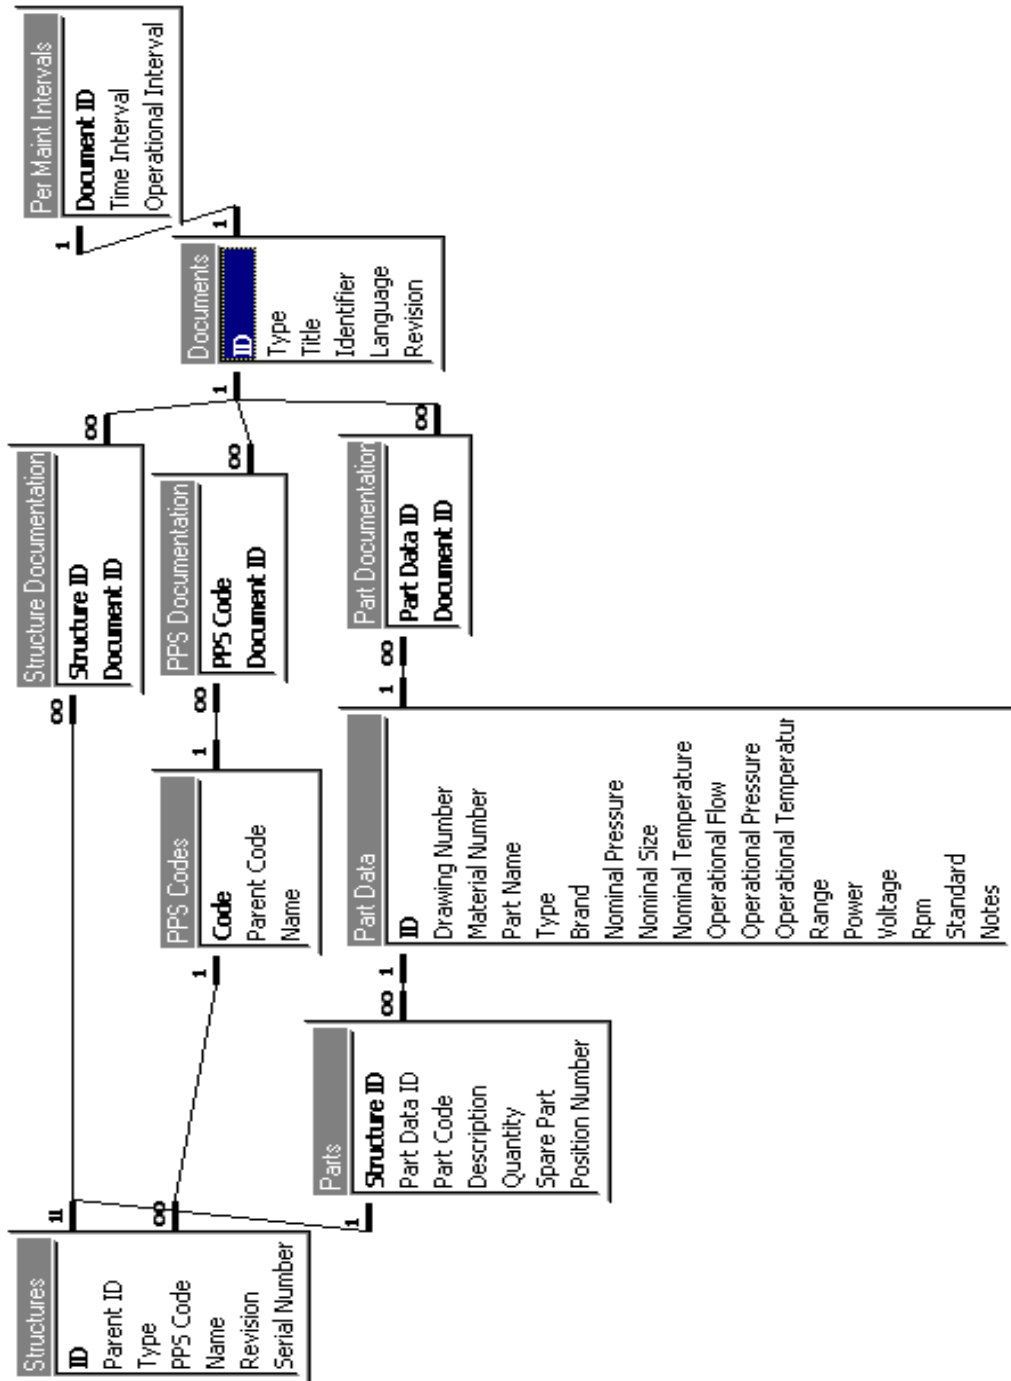 Structures
ID
Parent ID
Type
PPS Code
Name
Revision
Serial Number
11
∞
1
Parts
Structure ID
Part Data ID
Part Code
Description
Quantity
Spare Part
Position Number
∞
1
1
PPS Codes
Code
Parent Code
Name
1
Part Data
ID
Drawing Number
Material Number
Part Name
Type
Brand
Nominal Pressure
Nominal Size
Nominal Temperature
Operational Flow
Operational Pressure
Operational Temperatur
Range
Power
Voltage
Rpm
Standard
Notes
1
∞
∞
∞
Structure Documentation
Structure ID
Document ID
∞
PPS Documentation
PPS Code
Document ID
∞
Part Documentation
Part Data ID
Document ID
∞
1
Documents
ID
Type
Title
Identifier
Language
Revision
1
1
Per Maint Intervals
Document ID
Time Interval
Operational Interval